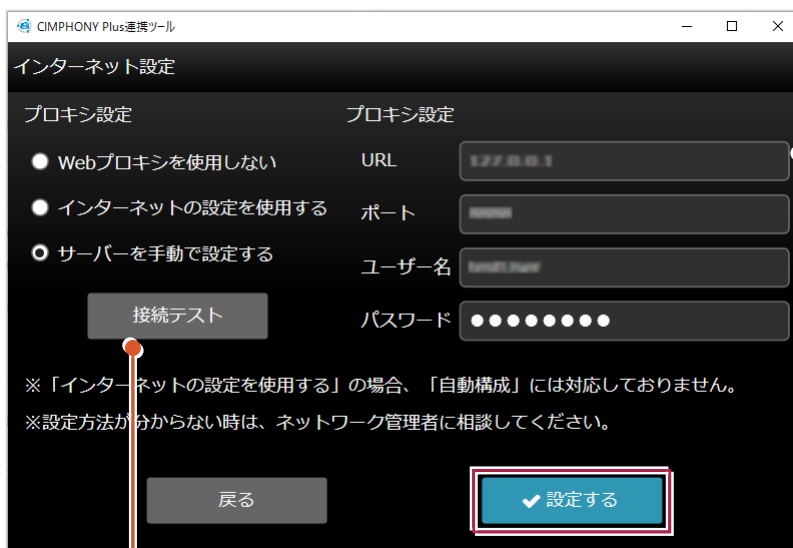 CIMPHONY Plus連携ツール
インターネット設定
プロキシ設定
Webプロキシを使用しない
インターネットの設定を使用する
サーバーを手動で設定する
接続テスト
プロキシ設定
URL
ポート
ユーザー名
パスワード ●●●●●●●●
※「インターネットの設定を使用する」の場合、「自動構成」には対応しておりません。
※設定方法が分からない時は、ネットワーク管理者に相談してください。
戻る
設定する